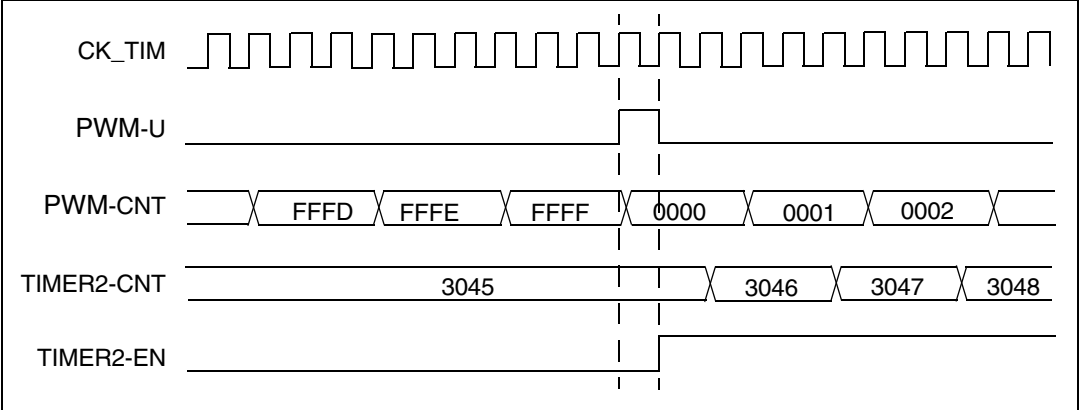 CK_TIM
PWM-U
PWM-CNT FFFD FFFE FFFF 0000 0001 0002
TIMER2-CNT 3045 3046 3047 3048
TIMER2-EN